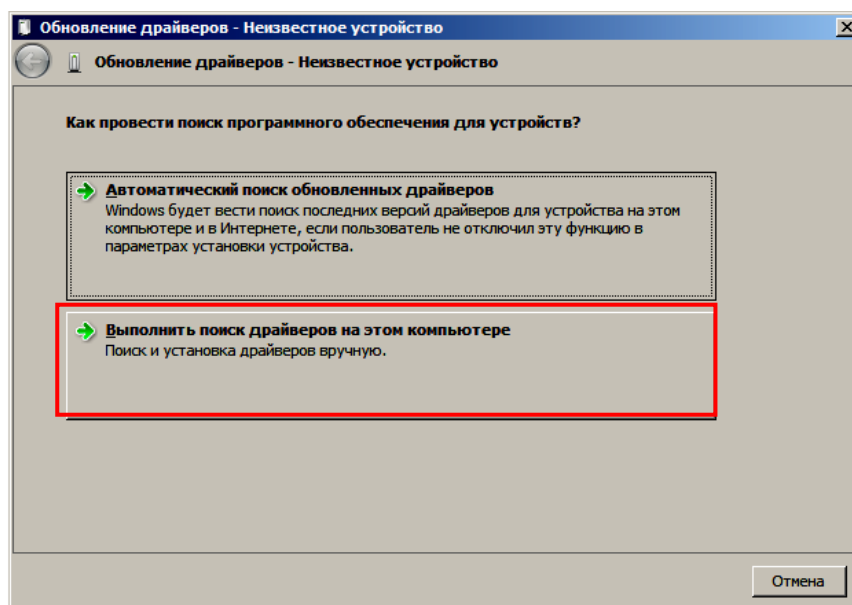 Обновление драйверов - Неизвестное устройство
Обновление драйверов - Неизвестное устройство
Как провести поиск программного обеспечения для устройств?
Автоматический поиск обновленных драйверов
Windows будет вести поиск последних версий драйверов для устройства на этом
компьютере и в Интернете, если пользователь не отключил эту функцию в
параметрах установки устройства.
Выполнить поиск драйверов на этом компьютере
Поиск и установка драйверов вручную.
Отмена